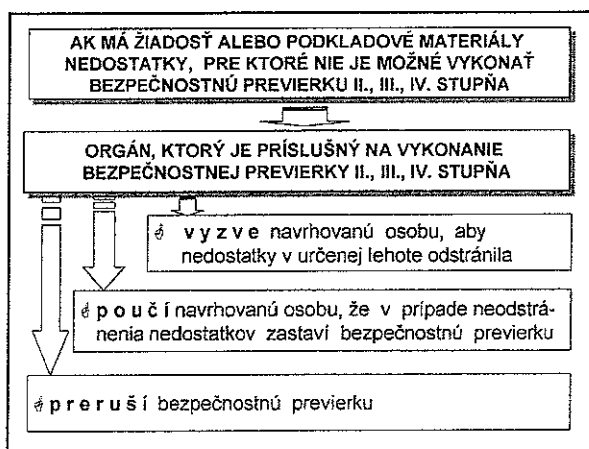 AK MÁ ŽIADOSŤ ALEBO PODKLADOVÉ MATERIÁLY
NEDOSTATKY, PRE KTORÉ NIE JE MOŽNÉ VYKONAŤ
BEZPEČNOSTNÚ PREVIERKU II., III., IV. STUPŇA
ORGÁN, KTORÝ JE PRÍSLUŠNÝ NA VYKONANIE
BEZPEČNOSTNEJ PREVIERKY II., III., IV. STUPŇA
v y z v e navrhovanú osobu, aby
nedostatky v určenej lehote odstránila
p o u č í navrhovanú osobu, že v prípade neodstrá-
nenia nedostatkov zastaví bezpečnostnú previerku
p r e r u š í bezpečnostnú previerku